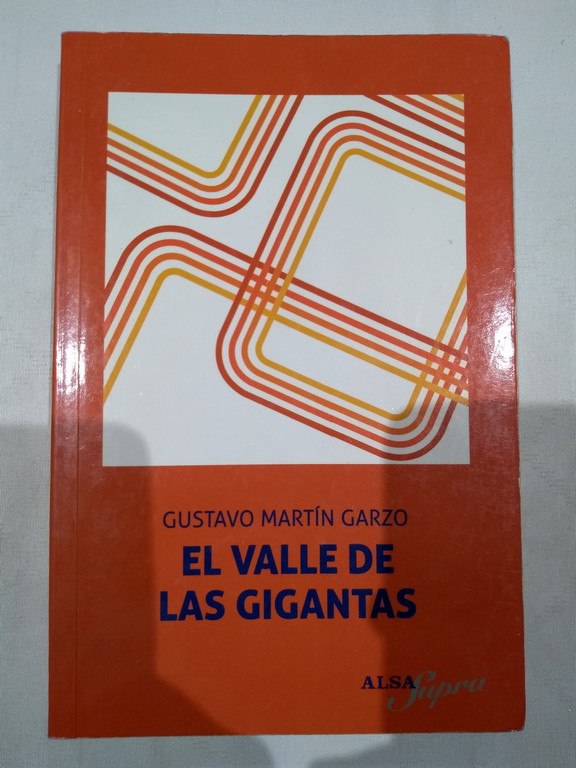 GUSTAVO MARTÍN GARZO
EL VALLE DE
LAS GIGANTAS
ALSA Supra